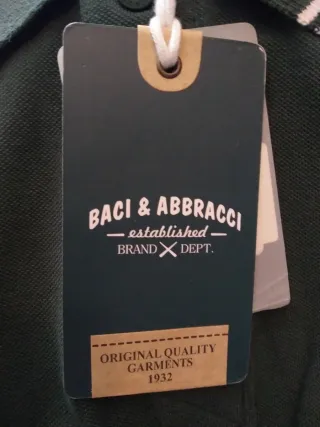 BACI & ABBRACCI
established
BRAND DEPT.
ORIGINAL QUALITY
GARMENTS
1932